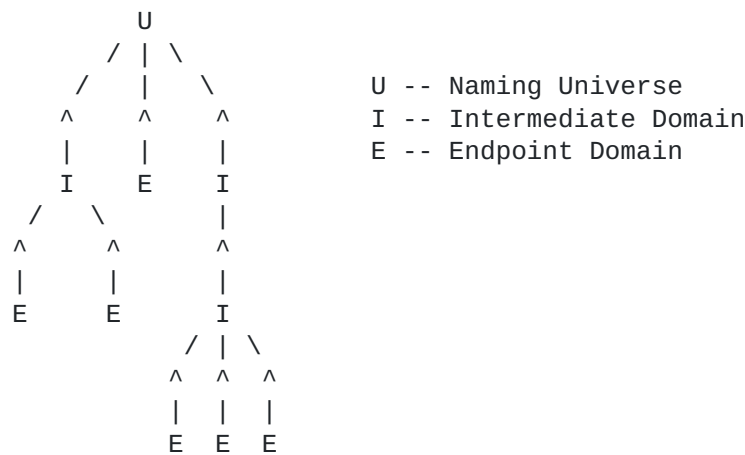 U
              / | \
            /   |   \          U -- Naming Universe
           ^    ^    ^         I -- Intermediate Domain
           |    |    |         E -- Endpoint Domain
           I    E    I
         /   \       |
        ^     ^      ^
        |     |      |
        E     E      I
                   / | \
                  ^  ^  ^
                  |  |  |
                  E  E  E